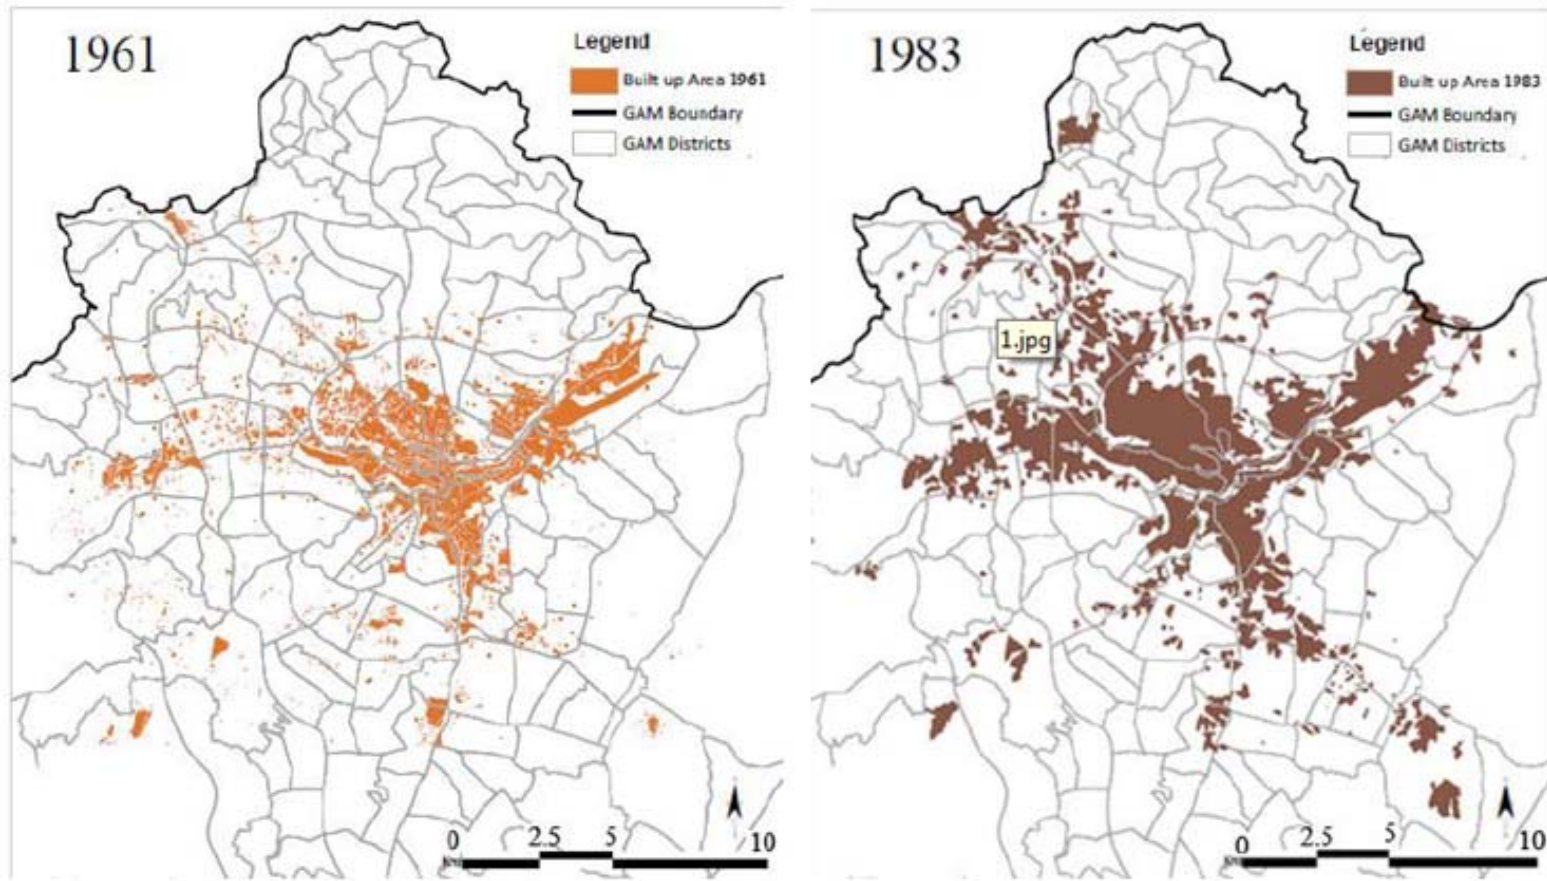 1961
Legend
Built up Area 1961
GAM Boundary
GAM Districts
0 2.5 5 10
1983
Legend
Built up Area 1983
GAM Boundary
GAM Districts
1.jpg
0 2.5 5 10